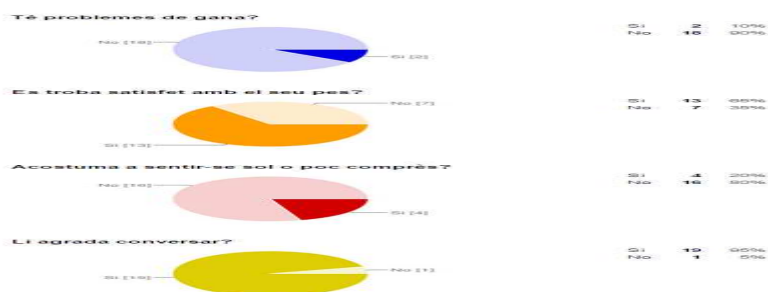 Té problemes de gana?
Sí 2 10%
No [18]
No 18 90%
Sí [2]
Es troba satisfet amb el seu pes?
No [7]
Sí 13 65%
No 7 35%
Sí [13]
Acostuma a sentir-se sol o poc comprès?
Sí 4 20%
No [16]
No 16 80%
Sí [4]
Li agrada conversar?
Sí 19 95%
No 1 5%
No [1]
Sí [19]